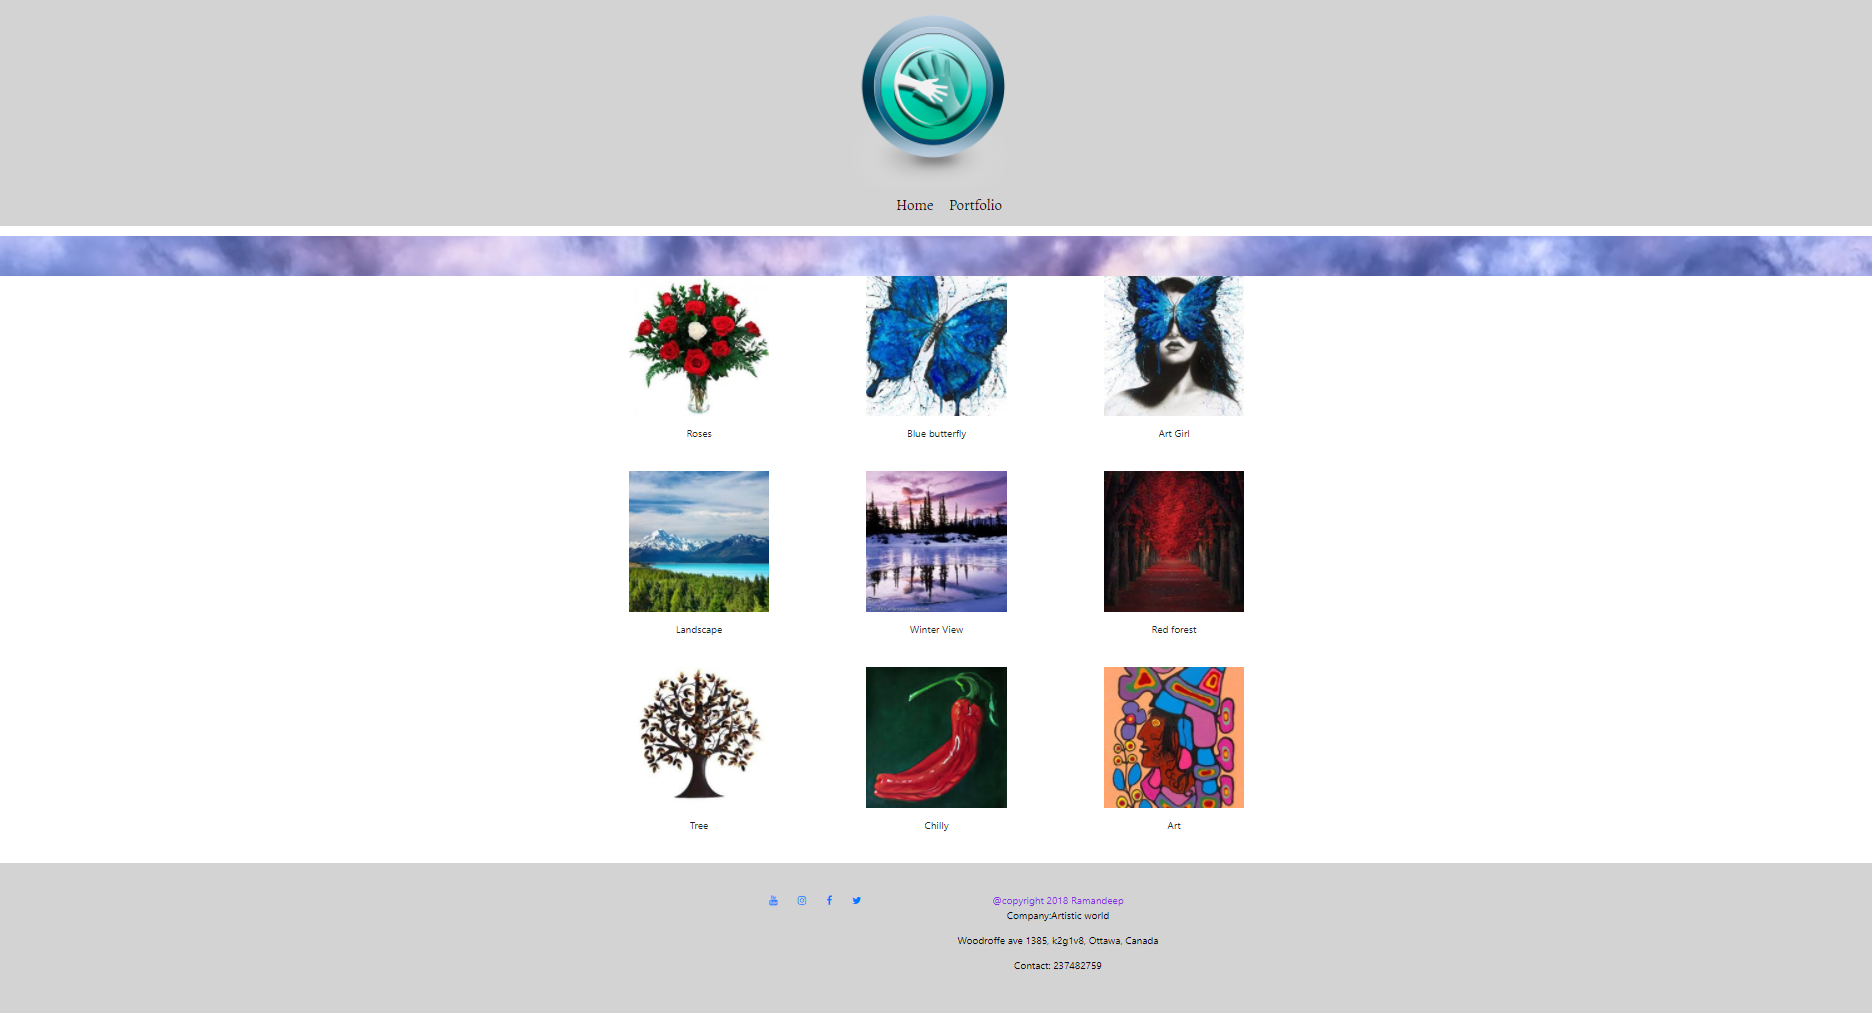 Home Portfolio
Roses
Blue butterfly
Art Girl
Landscape
Winter View
Red forest
Tree
Chilly
Art
@copyright 2018 Ramandeep
Company:Artistic world
Woodroffe ave 1385, k2g1v8, Ottawa, Canada
Contact: 237482759